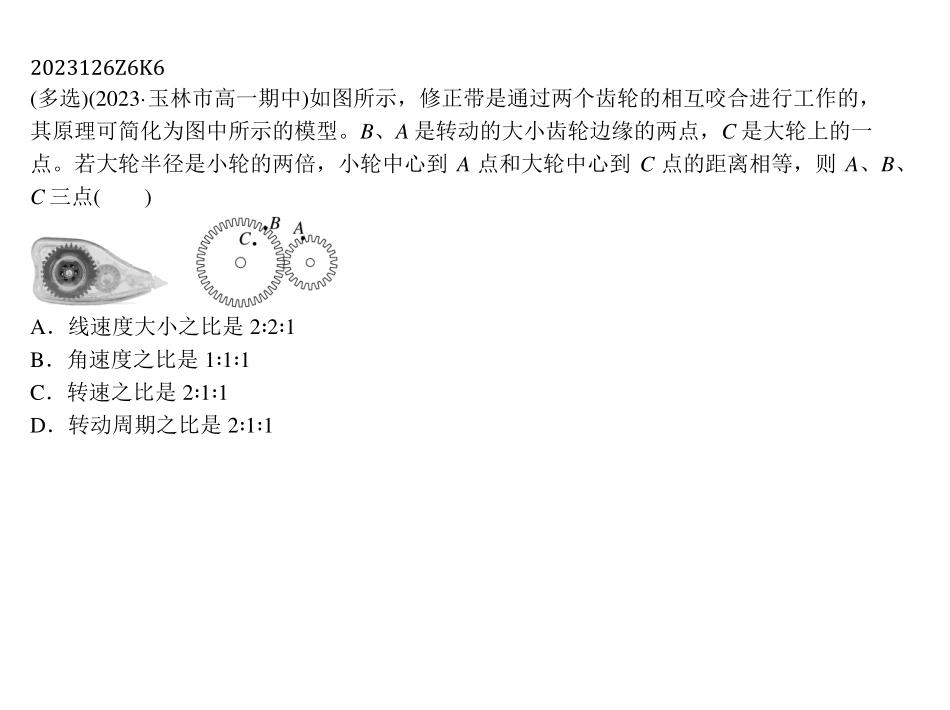 2023126Z6K6
(多选)(2023·玉林市高一期中)如图所示，修正带是通过两个齿轮的相互咬合进行工作的，
其原理可简化为图中所示的模型。B、A 是转动的大小齿轮边缘的两点，C 是大轮上的一
点。若大轮半径是小轮的两倍，小轮中心到 A 点和大轮中心到 C 点的距离相等，则 A、B、
C 三点(　　)
B
A
C
A．线速度大小之比是 2∶2∶1
B．角速度之比是 1∶1∶1
C．转速之比是 2∶1∶1
D．转动周期之比是 2∶1∶1